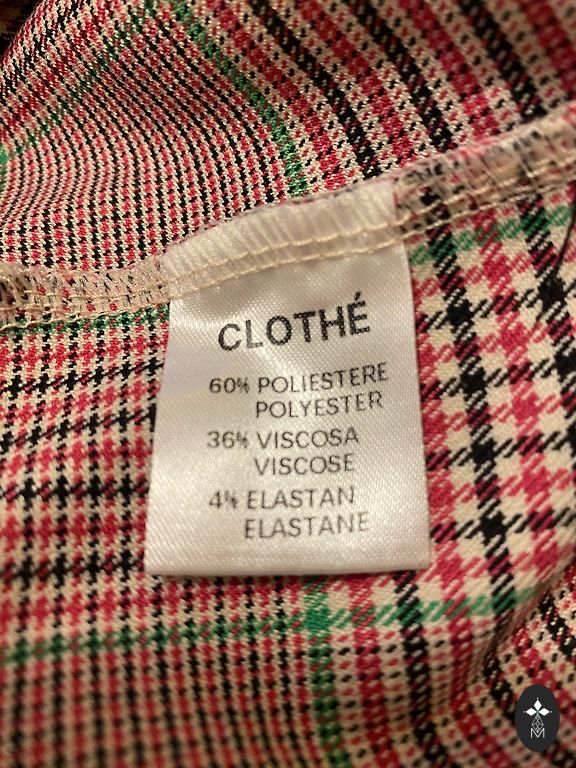 CLOTHÉ
60% POLIESTERE
POLYESTER
36% VISCOSA
VISCOSE
4% ELASTAN
ELASTANE
M